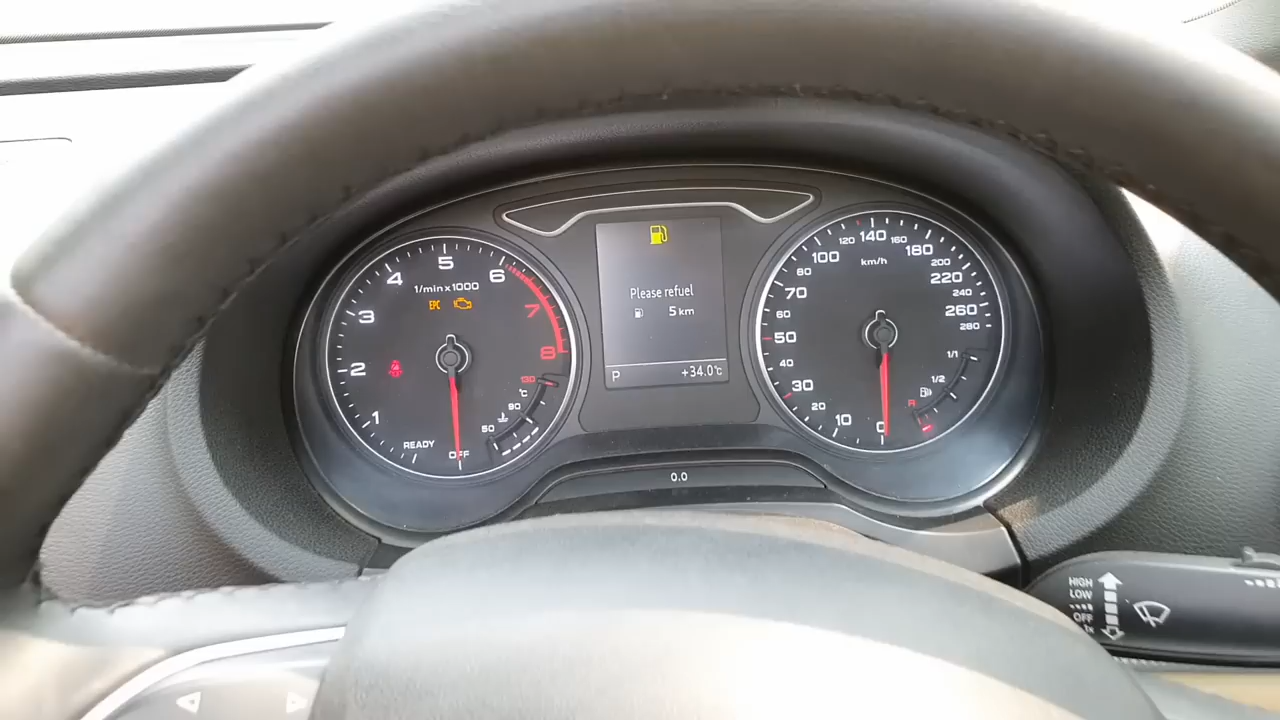 5
4
6
1/min x 1000
EPC
3
7
2
8
130
°C
90
1
50
READY
OFF
Please refuel
5 km
P
+34.0°C
120 140 160
100
180
km/h
80
200
70
220
240
60
260
50
280
40
1/1
30
1/2
20
R
10
0
0.0
HIGH
LOW
OFF
1x